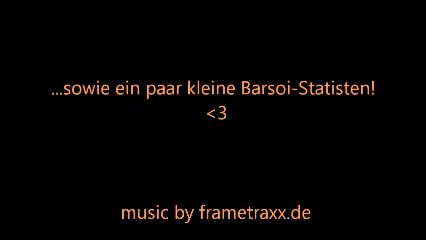 ...sowie ein paar kleine Barsoi-Statisten!
<3
music by frametraxx.de